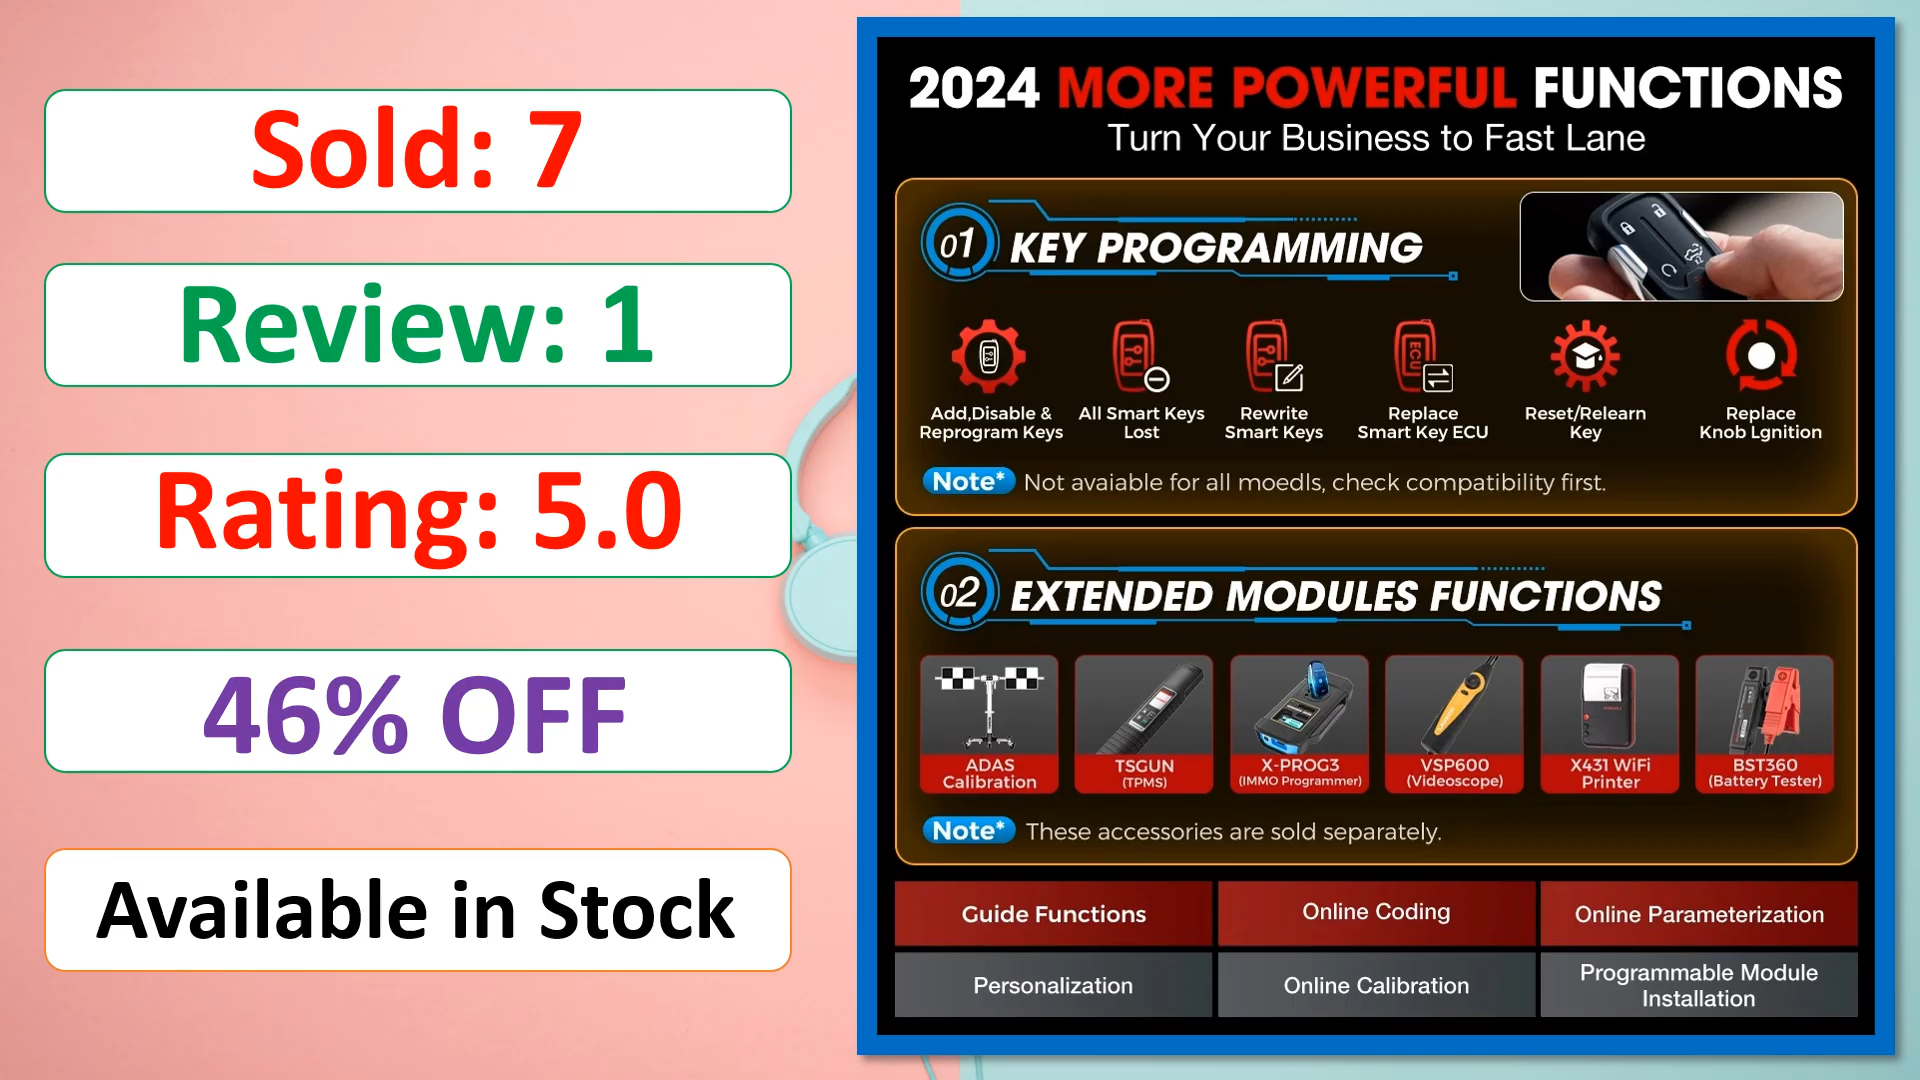 Sold: 7
Review: 1
Rating: 5.0
46% OFF
Available in Stock
2024 MORE POWERFUL FUNCTIONS
Turn Your Business to Fast Lane
01 KEY PROGRAMMING
Add,Disable &
Reprogram Keys
All Smart Keys
Lost
Rewrite
Smart Keys
ECU
Replace
Smart Key ECU
Reset/Relearn
Key
Replace
Knob Lgnition
Note* Not avaiable for all moedls, check compatibility first.
02 EXTENDED MODULES FUNCTIONS
ADAS
Calibration
TSGUN
(TPMS)
X-PROG3
(IMMO Programmer)
VSP600
(Videoscope)
X431 WiFi
Printer
BST360
(Battery Tester)
Note* These accessories are sold separately.
Guide Functions
Online Coding
Online Parameterization
Personalization
Online Calibration
Programmable Module
Installation